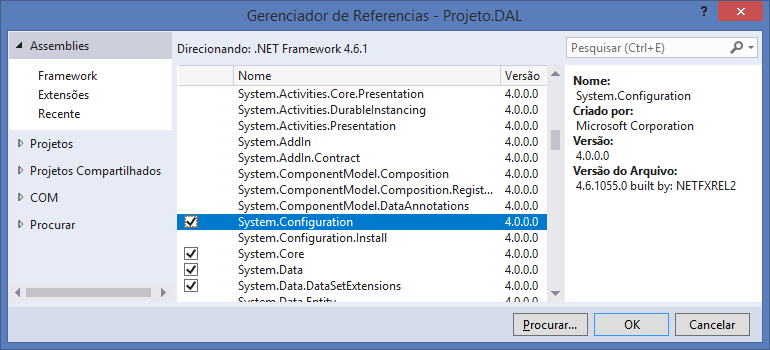 Gerenciador de Referencias - Projeto.DAL
?
Assemblies
Framework
Extensões
Recente
Projetos
Projetos Compartilhados
COM
Procurar
Direcionando: .NET Framework 4.6.1
Pesquisar (Ctrl+E)
Nome Versão
System.Activities.Core.Presentation 4.0.0.0
System.Activities.DurableInstancing 4.0.0.0
System.Activities.Presentation 4.0.0.0
System.AddIn 4.0.0.0
System.AddIn.Contract 4.0.0.0
System.ComponentModel.Composition 4.0.0.0
System.ComponentModel.Composition.Regist... 4.0.0.0
System.ComponentModel.DataAnnotations 4.0.0.0
System.Configuration 4.0.0.0
System.Configuration.Install 4.0.0.0
System.Core 4.0.0.0
System.Data 4.0.0.0
System.Data.DataSetExtensions 4.0.0.0
System.Data.Entity 4.0.0.0
Nome:
System.Configuration
Criado por:
Microsoft Corporation
Versão:
4.0.0.0
Versão do Arquivo:
4.6.1055.0 built by: NETFXREL2
Procurar... OK Cancelar